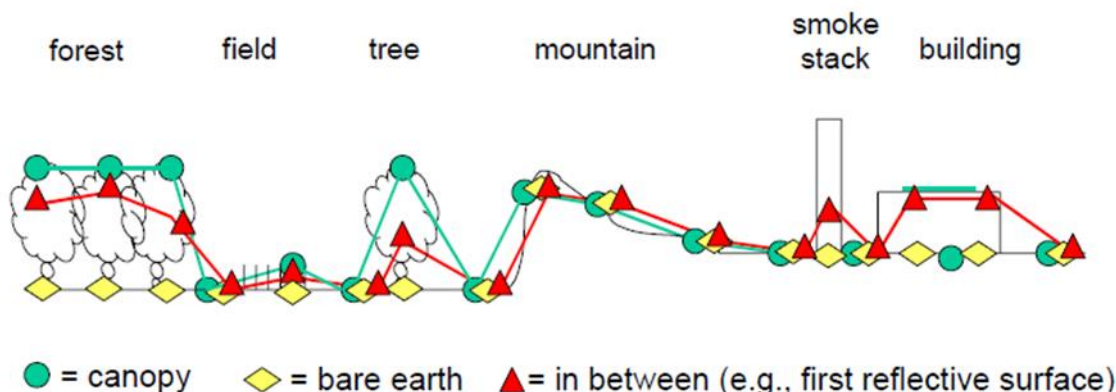 forest field tree mountain smoke stack building
= canopy = bare earth = in between (e.g., first reflective surface)